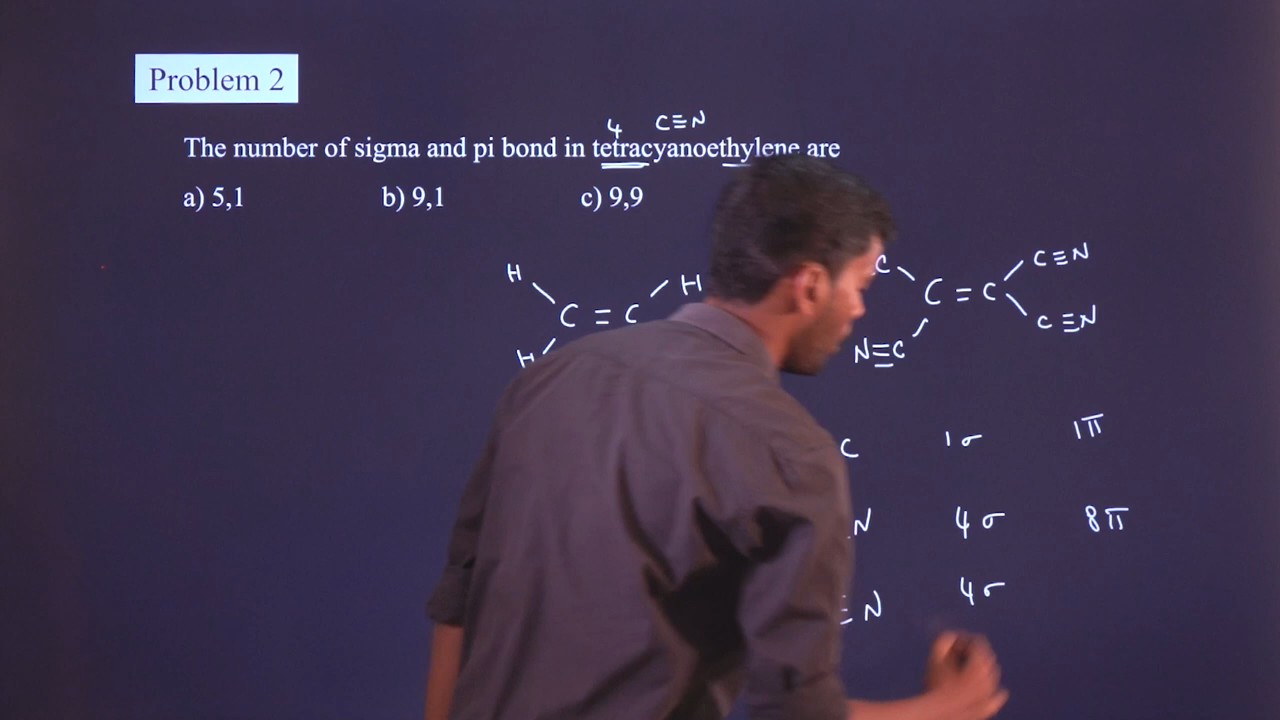 Problem 2
4 C≡N
The number of sigma and pi bond in tetracyanoethylene are
a) 5,1 b) 9,1 c) 9,9
H H C C≡N
C = C C = C
H N≡C C≡N
C 1σ 1π
N 4σ 8π
≡ N 4σ